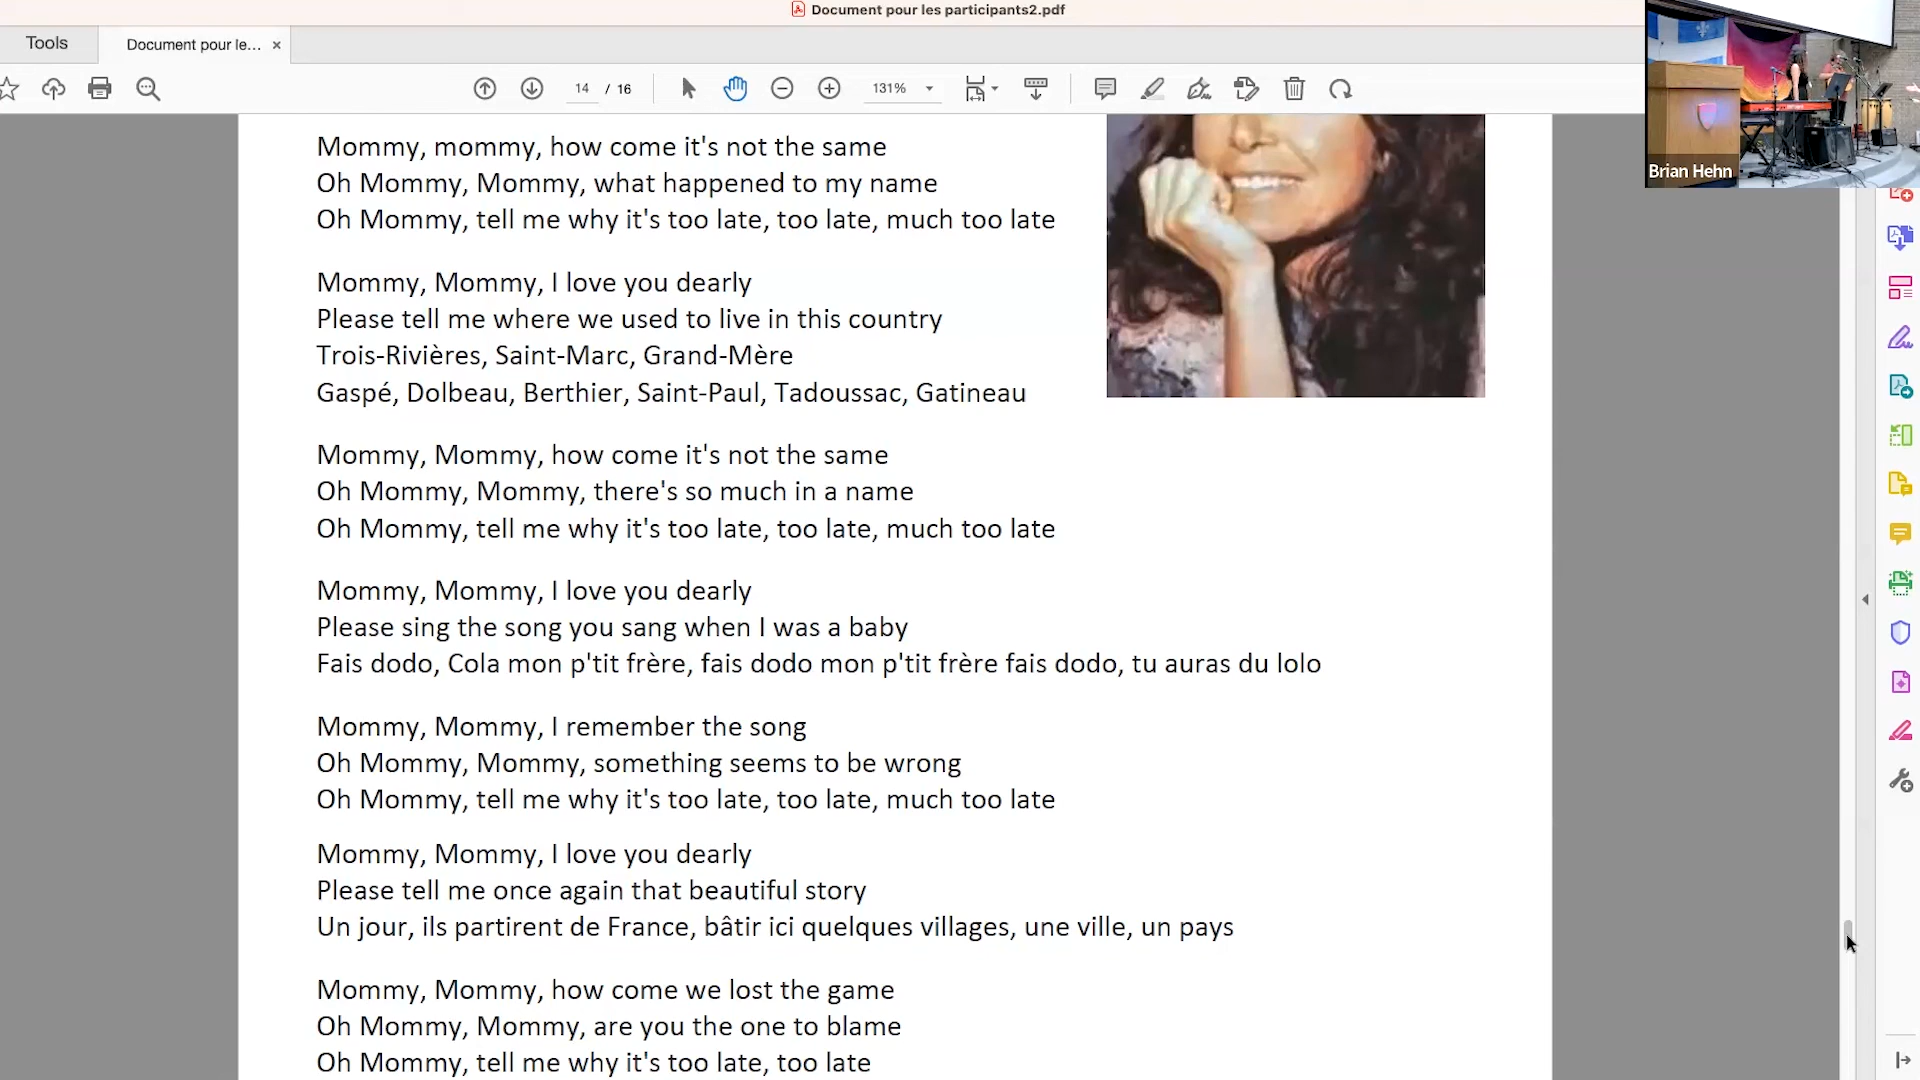 Document pour les participants2.pdf
Tools
Document pour le... ×
14 / 16
131%
Brian Hehn
Mommy, mommy, how come it's not the same
Oh Mommy, Mommy, what happened to my name
Oh Mommy, tell me why it's too late, too late, much too late
Mommy, Mommy, I love you dearly
Please tell me where we used to live in this country
Trois-Rivières, Saint-Marc, Grand-Mère
Gaspé, Dolbeau, Berthier, Saint-Paul, Tadoussac, Gatineau
Mommy, Mommy, how come it's not the same
Oh Mommy, Mommy, there's so much in a name
Oh Mommy, tell me why it's too late, too late, much too late
Mommy, Mommy, I love you dearly
Please sing the song you sang when I was a baby
Fais dodo, Cola mon p'tit frère, fais dodo mon p'tit frère fais dodo, tu auras du lolo
Mommy, Mommy, I remember the song
Oh Mommy, Mommy, something seems to be wrong
Oh Mommy, tell me why it's too late, too late, much too late
Mommy, Mommy, I love you dearly
Please tell me once again that beautiful story
Un jour, ils partirent de France, bâtir ici quelques villages, une ville, un pays
Mommy, Mommy, how come we lost the game
Oh Mommy, Mommy, are you the one to blame
Oh Mommy, tell me why it's too late, too late